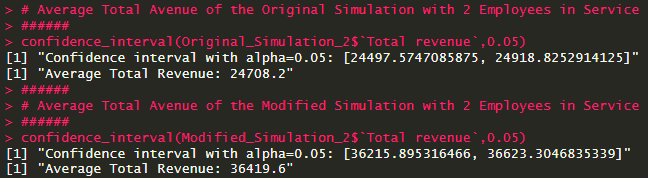 > # Average Total Avenue of the Original Simulation with 2 Employees in Service
> ######
> confidence_interval(Original_Simulation_2$`Total revenue`,0.05)
[1] "Confidence interval with alpha=0.05: [24497.5747085875, 24918.8252914125]"
[1] "Average Total Revenue: 24708.2"
> ######
> # Average Total Avenue of the Modified Simulation with 2 Employees in Service
> ######
> confidence_interval(Modified_Simulation_2$`Total revenue`,0.05)
[1] "Confidence interval with alpha=0.05: [36215.895316466, 36623.3046835339]"
[1] "Average Total Revenue: 36419.6"